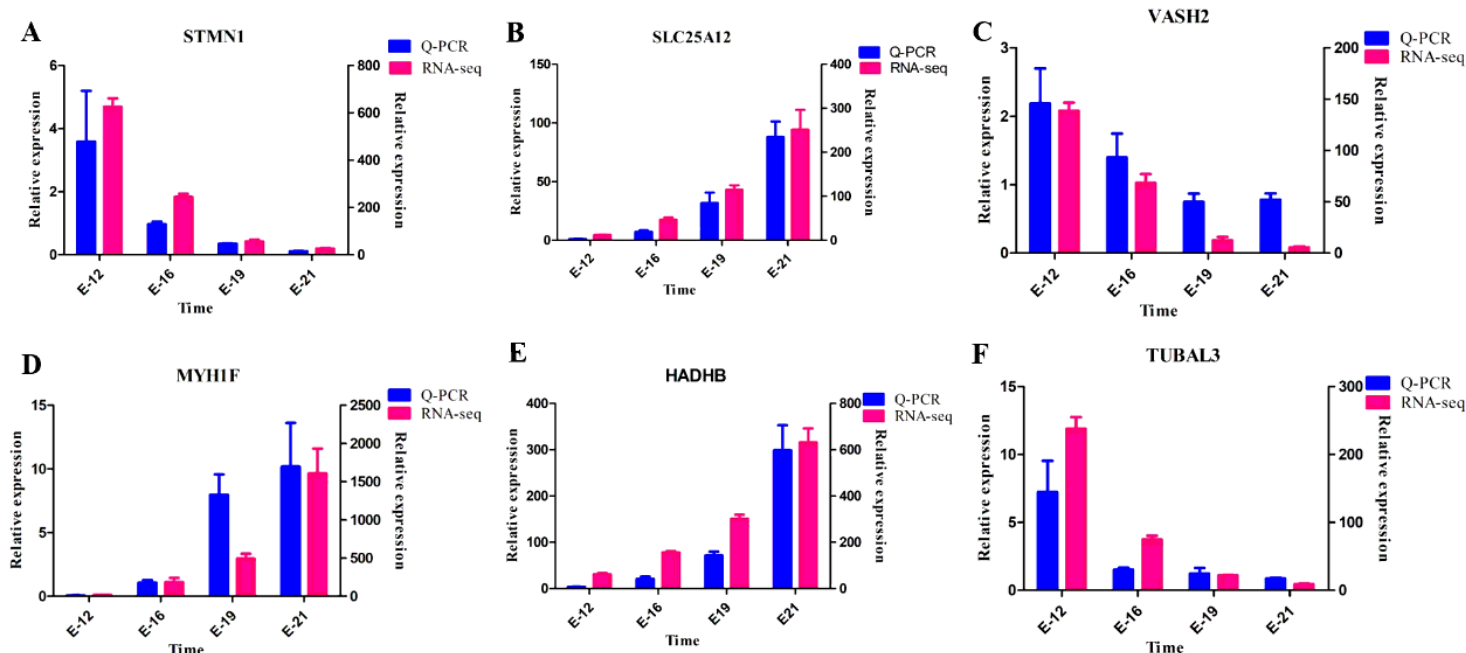 A
STMN1
Q-PCR
RNA-seq
Relative expression
6
4
2
0
800
600
400
200
0
Relative expression
E-12
E-16
E-19
E-21
Time
B
SLC25A12
Q-PCR
RNA-seq
Relative expression
150
100
50
0
400
300
200
100
0
Relative expression
E-12
E-16
E-19
E-21
Time
C
VASH2
Q-PCR
RNA-seq
Relative expression
3
2
1
0
200
150
100
50
0
Relative expression
E-12
E-16
E-19
E-21
Time
D
MYH1F
Q-PCR
RNA-seq
Relative expression
15
10
5
0
2500
2000
1500
1000
500
0
Relative expression
E-12
E-16
E-19
E-21
Time
E
HADHB
Q-PCR
RNA-seq
Relative expression
400
300
200
100
0
800
600
400
200
0
Relative expression
E-12
E-16
E19
E21
Time
F
TUBAL3
Q-PCR
RNA-seq
Relative expression
15
10
5
0
300
200
100
0
Relative expression
E-12
E-16
E-19
E-21
Time